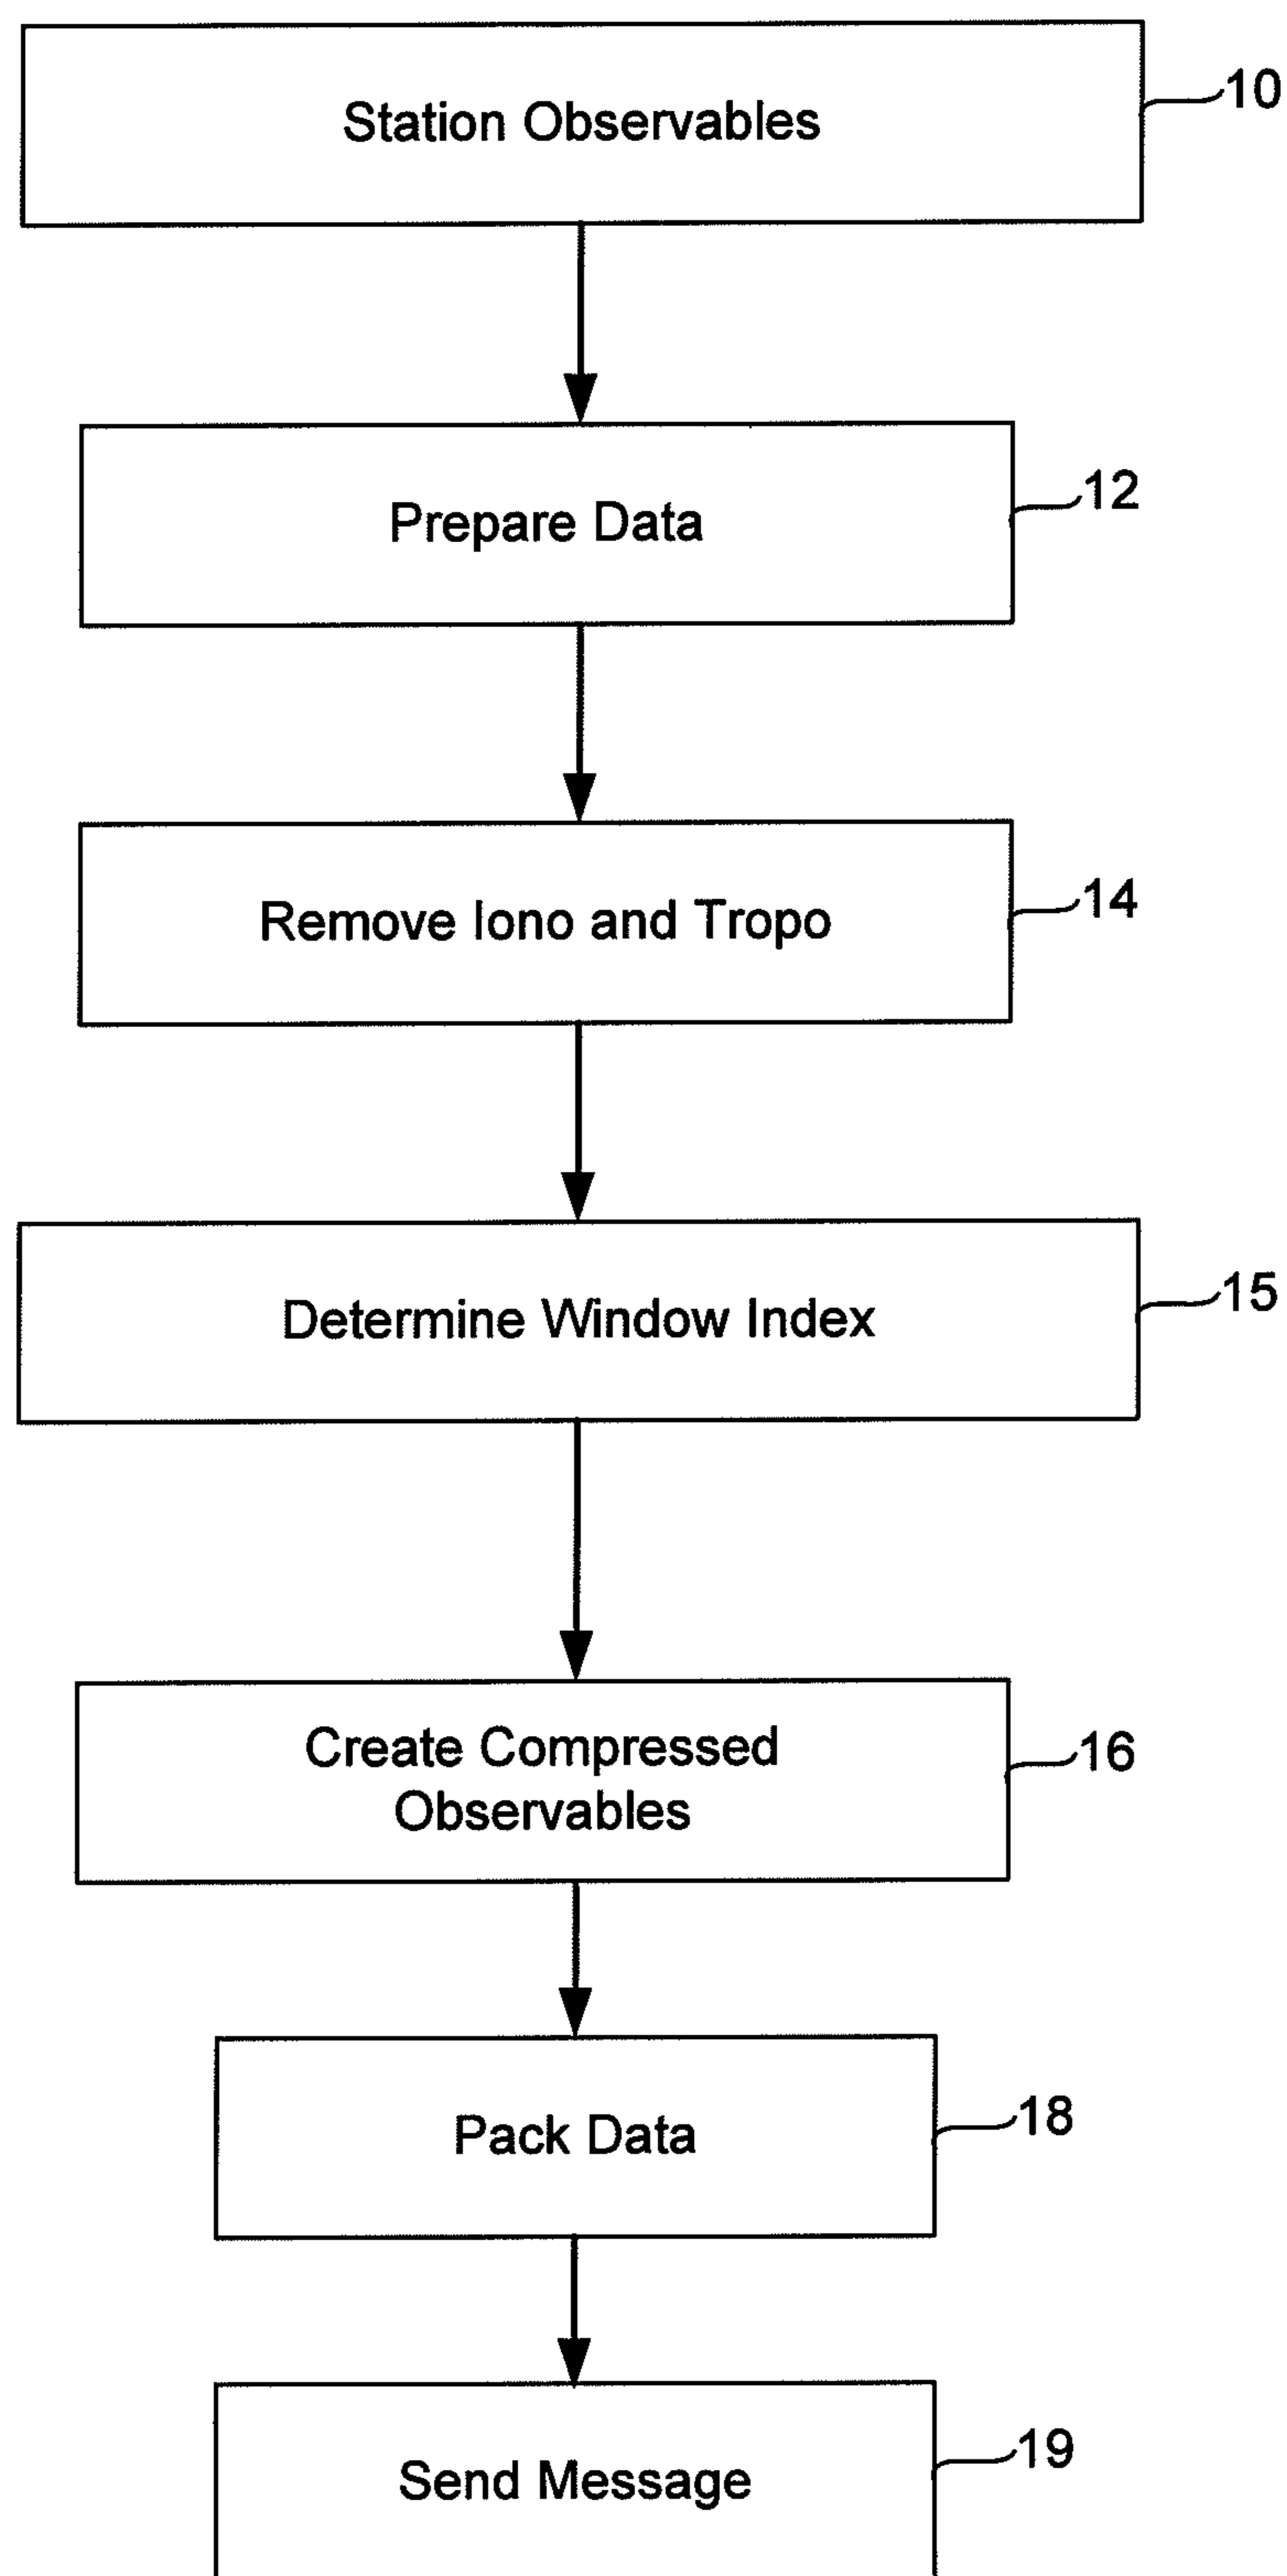 Station Observables
10
Prepare Data
12
Remove Iono and Tropo
14
Determine Window Index
15
Create Compressed
Observables
16
Pack Data
18
Send Message
19